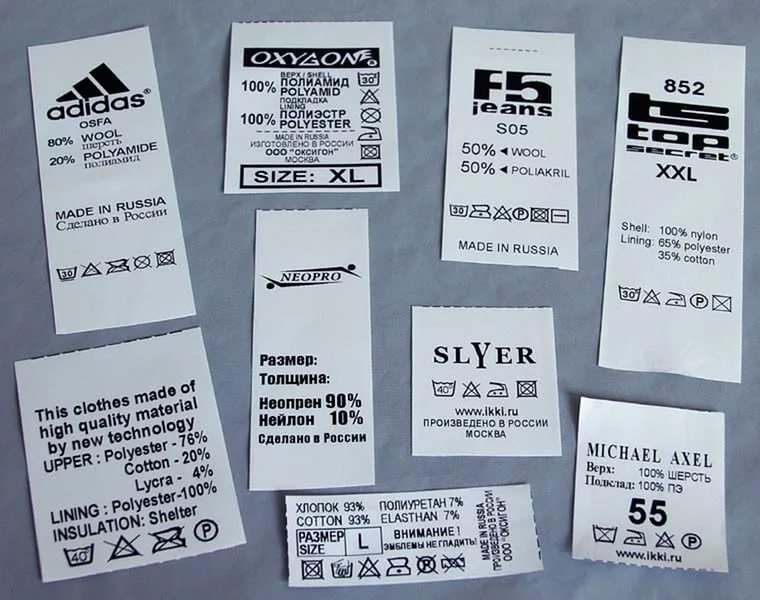 adidas®
OSFA
80% WOOL
шерсть
20% POLYAMIDE
полиамид
MADE IN RUSSIA
Сделано в России
30
OXYGONE®
ВЕРХ / SHELL
100% ПОЛИАМИД
POLYAMID
ПОДКЛАДКА
LINING
100% ПОЛИЭСТР
POLYESTER
MADE IN RUSSIA
ИЗГОТОВЛЕНО В РОССИИ
ООО "ОКСИГОН"
МОСКВА
30
SIZE: XL
F5
jeans
S05
50% WOOL
50% POLIAKRIL
30 P
MADE IN RUSSIA
852
ts
top
secret®
XXL
Shell: 100% nylon
Lining: 65% polyester
35% cotton
30 P
NEOPRO
Размер:
Толщина:
Неопрен 90%
Нейлон 10%
Сделано в России
SLYER
40
www.ikki.ru
ПРОИЗВЕДЕНО В РОССИИ
МОСКВА
This clothes made of
high quality material
by new technology
UPPER : Polyester - 76%
Cotton - 20%
Lycra - 4%
LINING : Polyester-100%
INSULATION: Shelter
40 P
ХЛОПОК 93% ПОЛИУРЕТАН 7%
COTTON 93% ELASTHAN 7%
РАЗМЕР
SIZE
L
ВНИМАНИЕ !
ЭМБЛЕМЫ НЕ ГЛАДИТЬ!
MADE IN RUSSIA
ООО "ОКСИГОН"
MICHAEL AXEL
Верх: 100% ШЕРСТЬ
Подклад: 100% ПЭ
55
P
www.ikki.ru